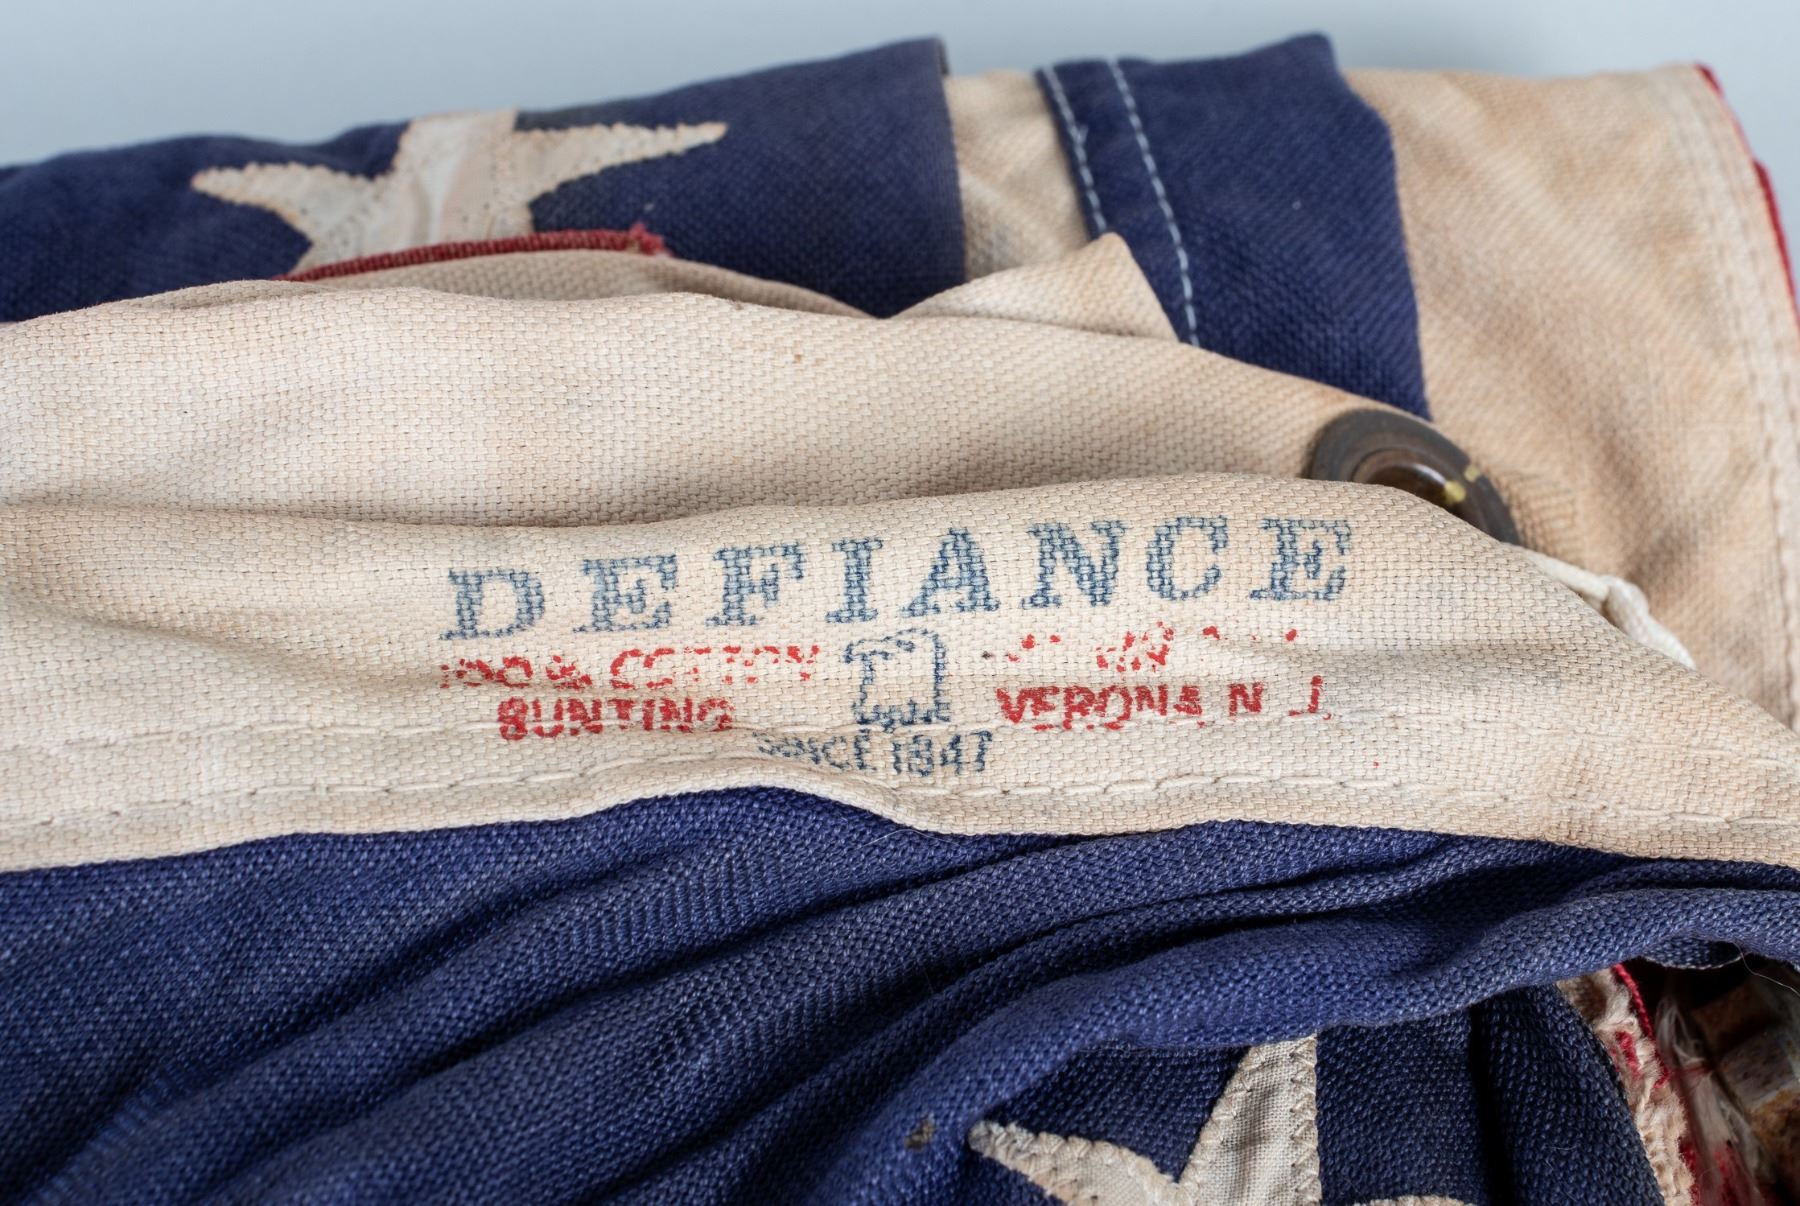 DEFIANCE
100% COTTON
BUNTING
VERONA N.J.
SINCE 1847